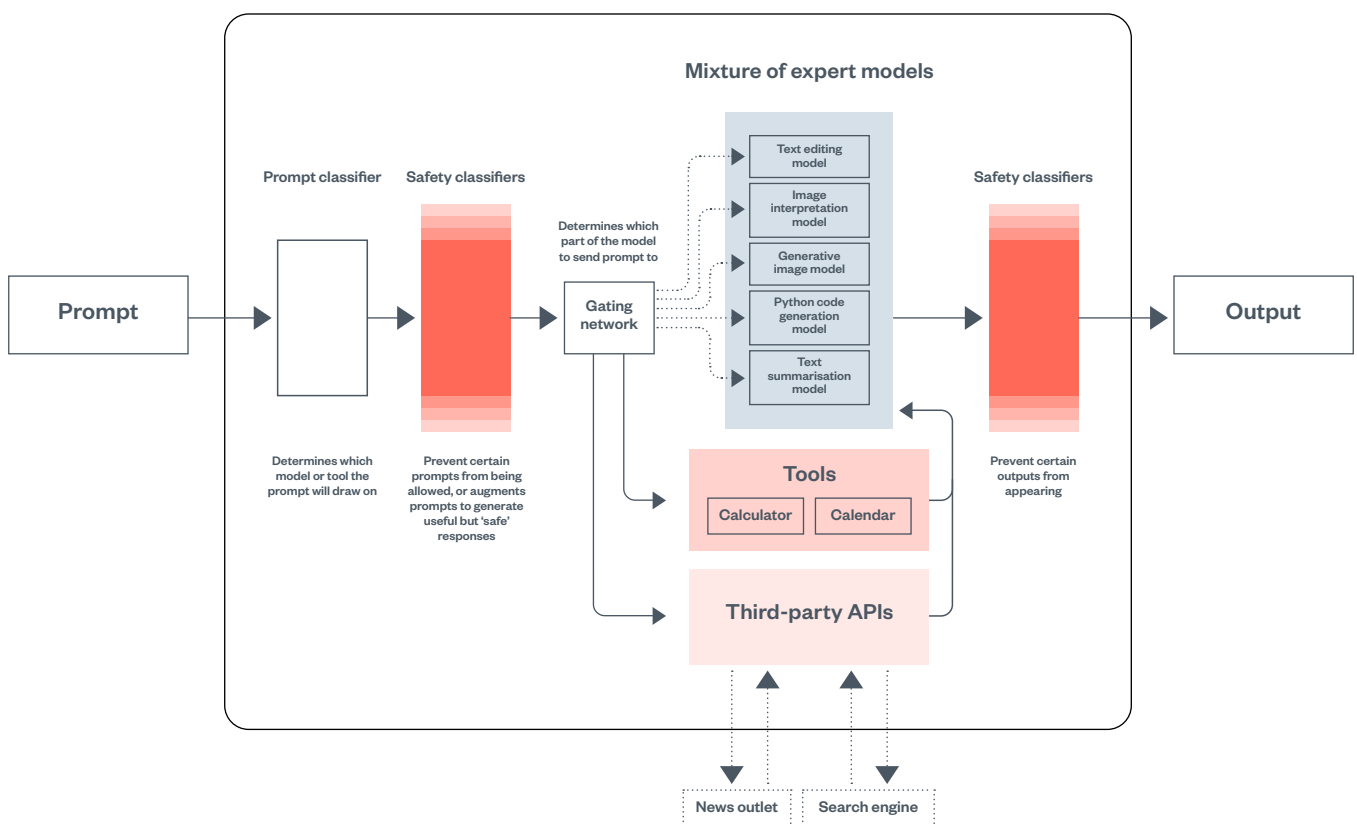 Mixture of expert models
Prompt classifier
Safety classifiers
Safety classifiers
Determines which
part of the model
to send prompt to
Prompt
Gating
network
Text editing
model
Image
interpretation
model
Generative
image model
Python code
generation
model
Text
summarisation
model
Output
Determines which
model or tool the
prompt will draw on
Prevent certain
prompts from being
allowed, or augments
prompts to generate
useful but ‘safe’
responses
Prevent certain
outputs from
appearing
Tools
Calculator
Calendar
Third-party APIs
News outlet
Search engine